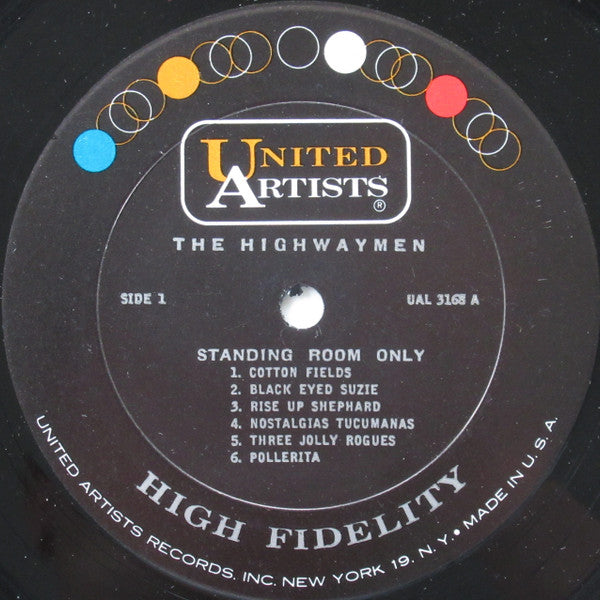 UNITED
ARTISTS
®
THE HIGHWAYMEN
SIDE 1
UAL 3168 A
STANDING ROOM ONLY
1. COTTON FIELDS
2. BLACK EYED SUZIE
3. RISE UP SHEPHARD
4. NOSTALGIAS TUCUMANAS
5. THREE JOLLY ROGUES
6. POLLERITA
HIGH FIDELITY
UNITED ARTISTS RECORDS, INC. NEW YORK 19, N. Y. • MADE IN U. S. A.